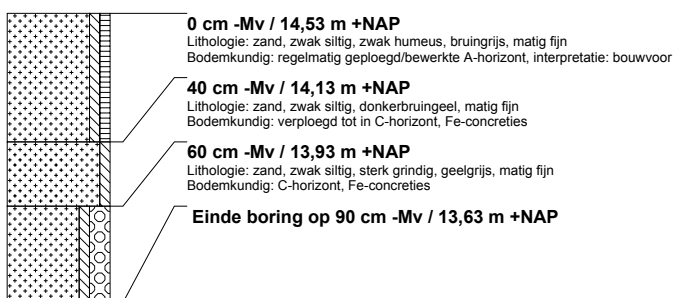 0 cm -Mv / 14,53 m +NAP
Lithologie: zand, zwak siltig, zwak humeus, bruingrijs, matig fijn
Bodemkundig: regelmatig geploegd/bewerkte A-horizont, interpretatie: bouwvoor
40 cm -Mv / 14,13 m +NAP
Lithologie: zand, zwak siltig, donkerbruingeel, matig fijn
Bodemkundig: verploegd tot in C-horizont, Fe-concreties
60 cm -Mv / 13,93 m +NAP
Lithologie: zand, zwak siltig, sterk grindig, geelgrijs, matig fijn
Bodemkundig: C-horizont, Fe-concreties
Einde boring op 90 cm -Mv / 13,63 m +NAP